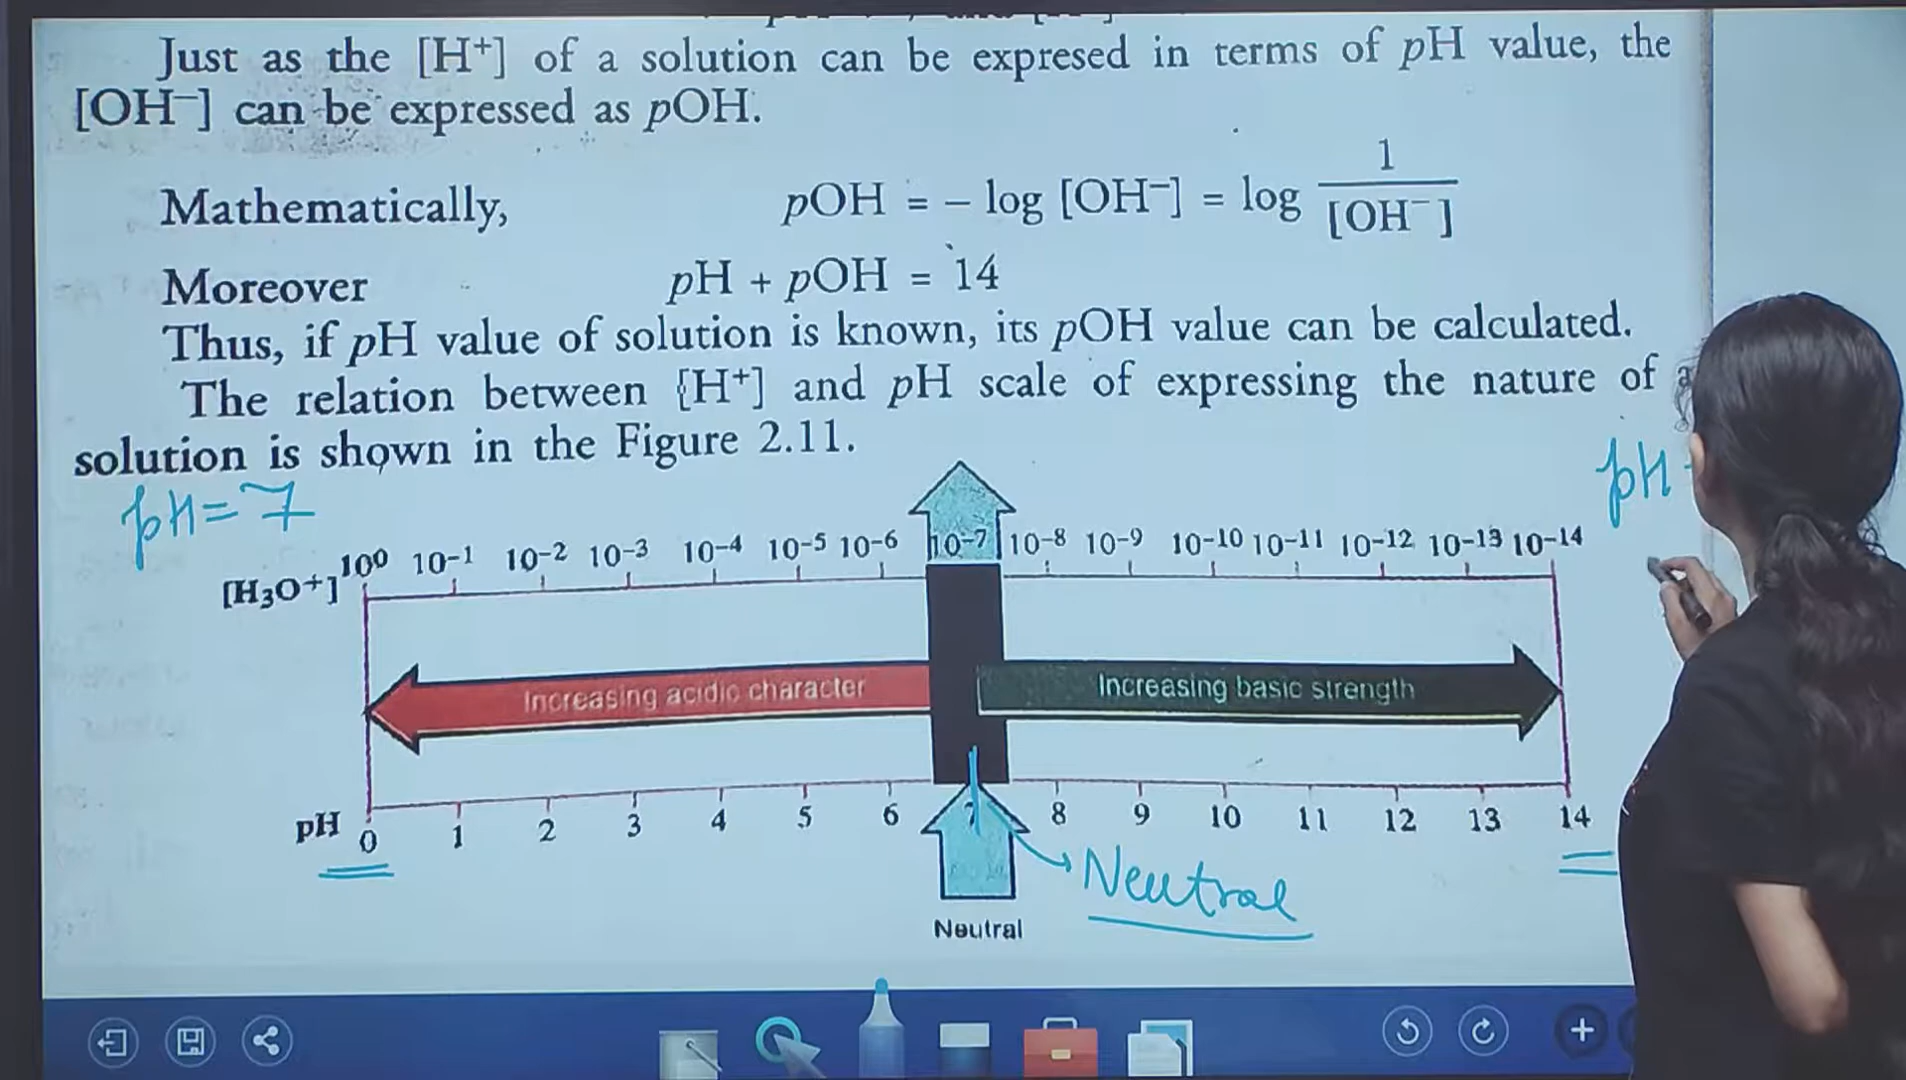 Just as the [H⁺] of a solution can be expresed in terms of pH value, the
[OH⁻] can be expressed as pOH.
Mathematically, pOH = – log [OH⁻] = log 1/[OH⁻]
Moreover pH + pOH = 14
Thus, if pH value of solution is known, its pOH value can be calculated.
The relation between [H⁺] and pH scale of expressing the nature of
solution is shown in the Figure 2.11.
pH = 7
pH
[H₃O⁺] 10⁰ 10⁻¹ 10⁻² 10⁻³ 10⁻⁴ 10⁻⁵ 10⁻⁶ 10⁻⁷ 10⁻⁸ 10⁻⁹ 10⁻¹⁰ 10⁻¹¹ 10⁻¹² 10⁻¹³ 10⁻¹⁴
Increasing acidic character Increasing basic strength
pH 0 1 2 3 4 5 6 7 8 9 10 11 12 13 14
Neutral
Neutral